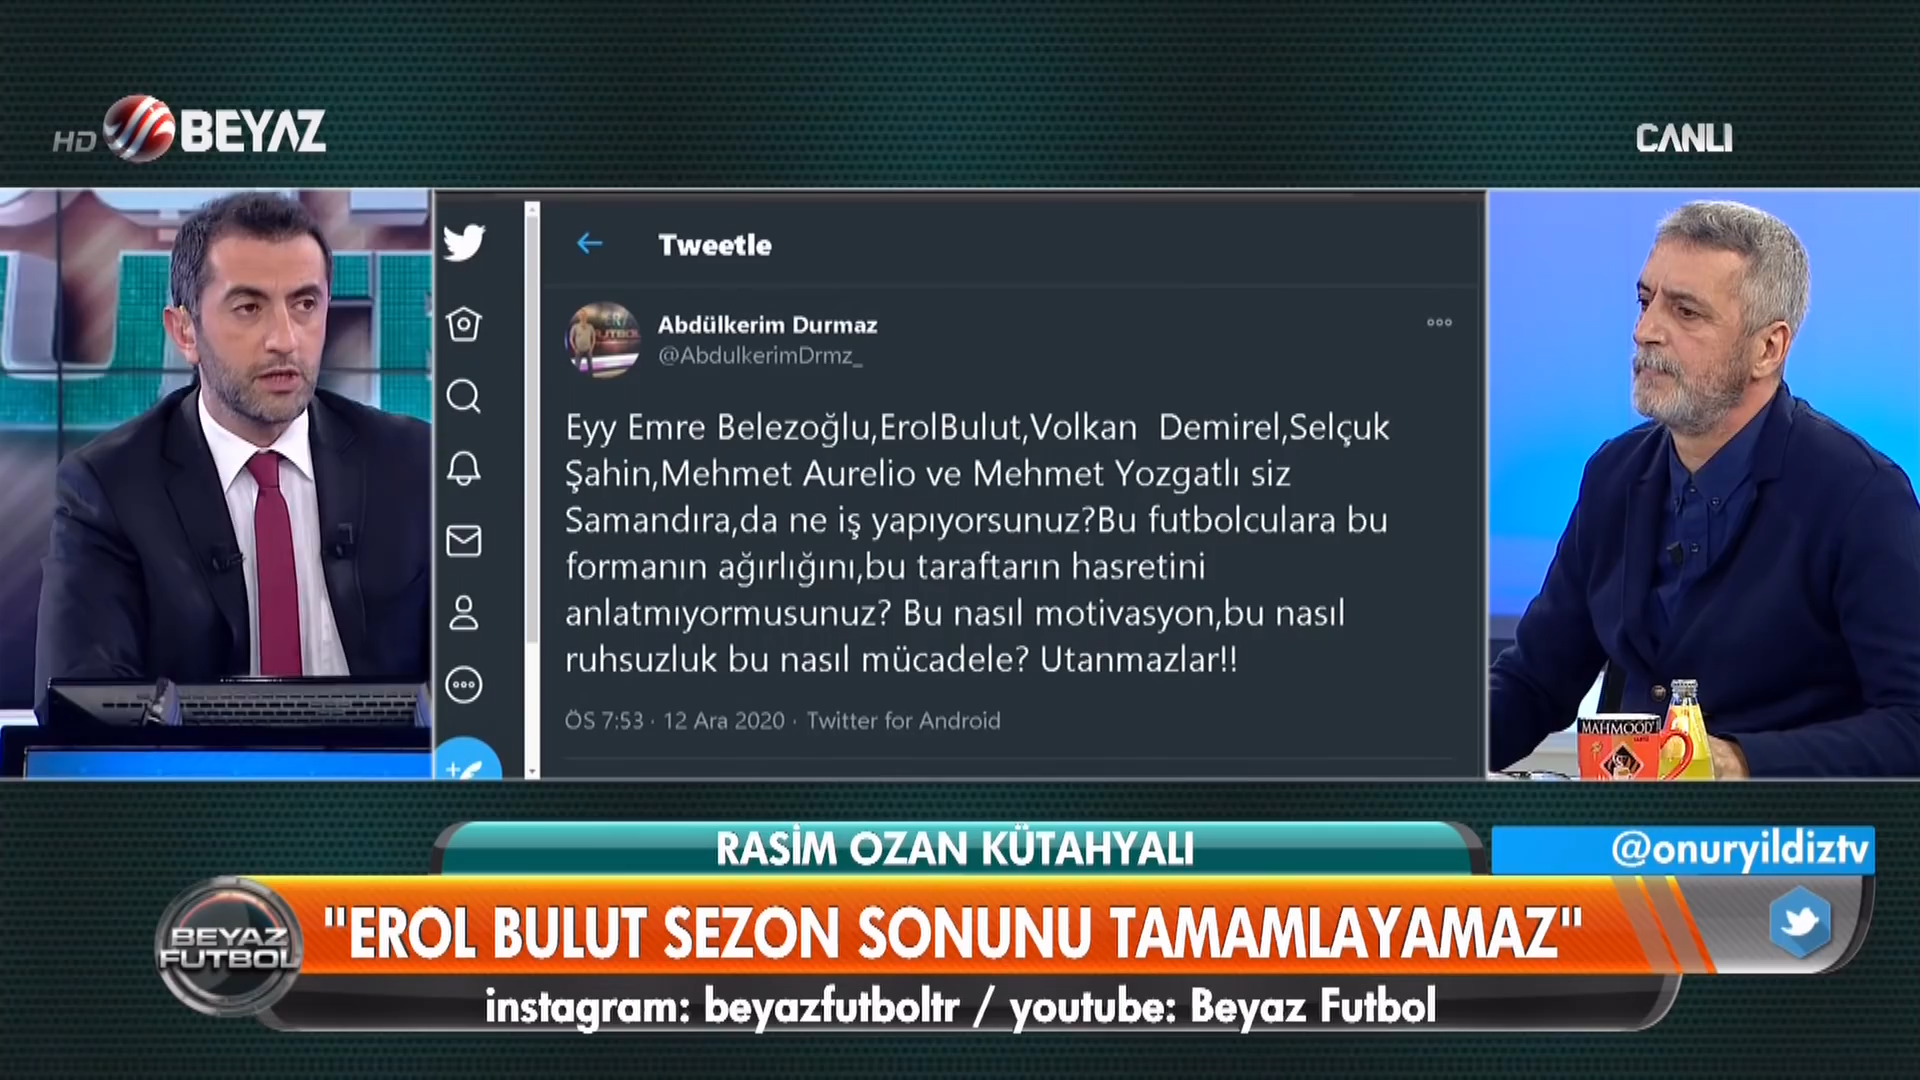 HD BEYAZ
CANLI
Tweetle
Abdülkerim Durmaz
@AbdulkerimDrmz_
Eyy Emre Belezoğlu,ErolBulut,Volkan Demirel,Selçuk
Şahin,Mehmet Aurelio ve Mehmet Yozgatlı siz
Samandıra,da ne iş yapıyorsunuz?Bu futbolculara bu
formanın ağırlığını,bu taraftarın hasretini
anlatmıyormusunuz? Bu nasıl motivasyon,bu nasıl
ruhsuzluk bu nasıl mücadele? Utanmazlar!!
ÖS 7:53 · 12 Ara 2020 · Twitter for Android
MAHMOOD
RASİM OZAN KÜTAHYALI
@onuryildiztv
BEYAZ
FUTBOL
"EROL BULUT SEZON SONUNU TAMAMLAYAMAZ"
instagram: beyazfutboltr / youtube: Beyaz Futbol